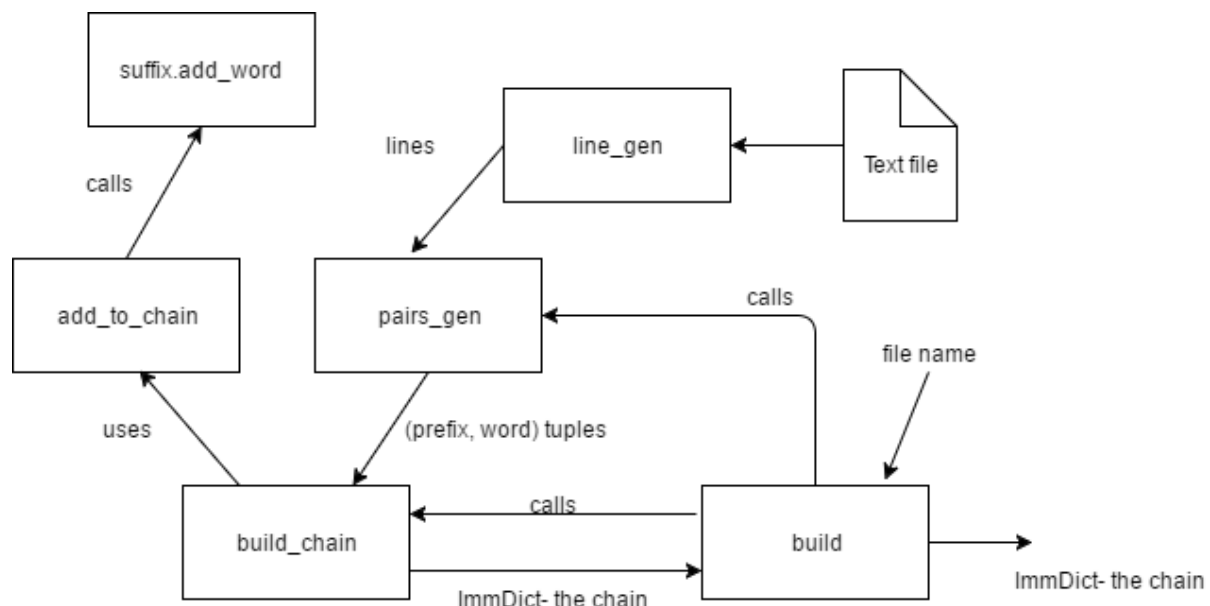 suffix.add_word
lines
line_gen
Text file
calls
add_to_chain
pairs_gen
calls
file name
uses
(prefix, word) tuples
build_chain
calls
build
ImmDict- the chain
ImmDict- the chain